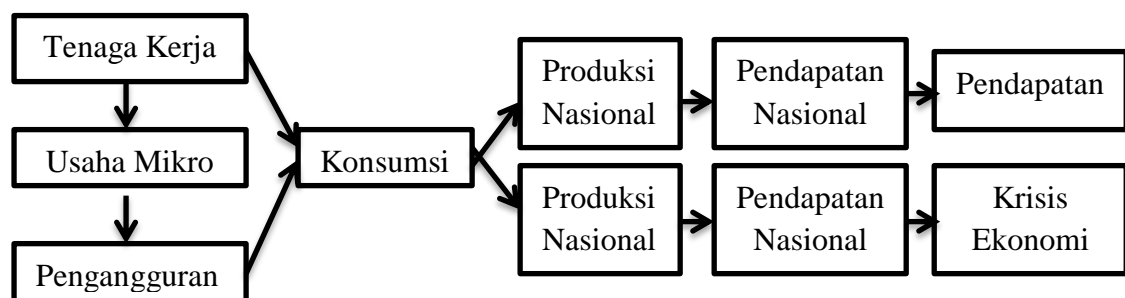 Tenaga Kerja
Usaha Mikro
Pengangguran
Konsumsi
Produksi
Nasional
Pendapatan
Nasional
Pendapatan
Produksi
Nasional
Pendapatan
Nasional
Krisis
Ekonomi